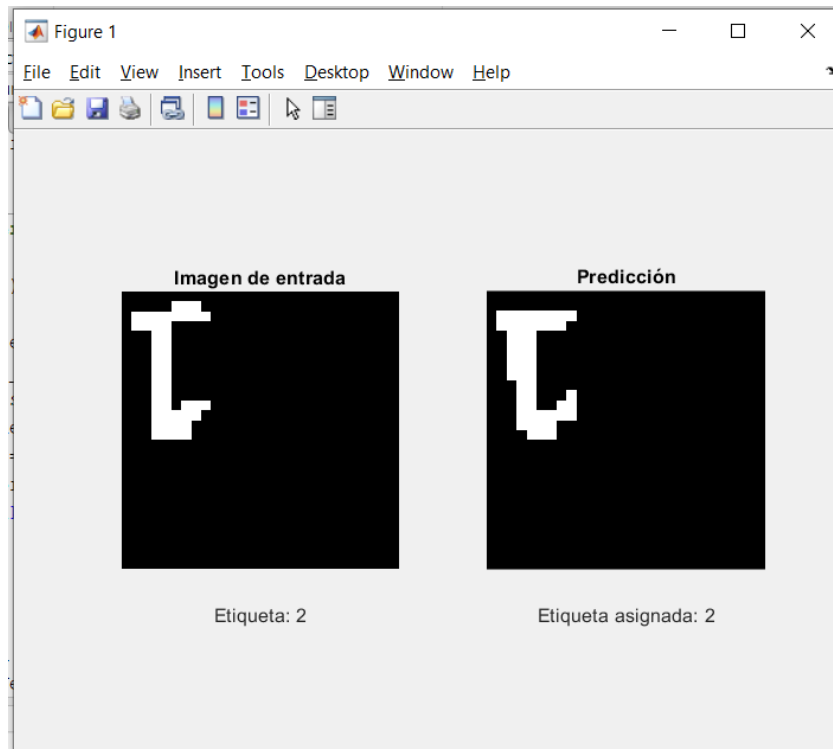 Figure 1
File Edit View Insert Tools Desktop Window Help
Imagen de entrada
Predicción
Etiqueta: 2
Etiqueta asignada: 2